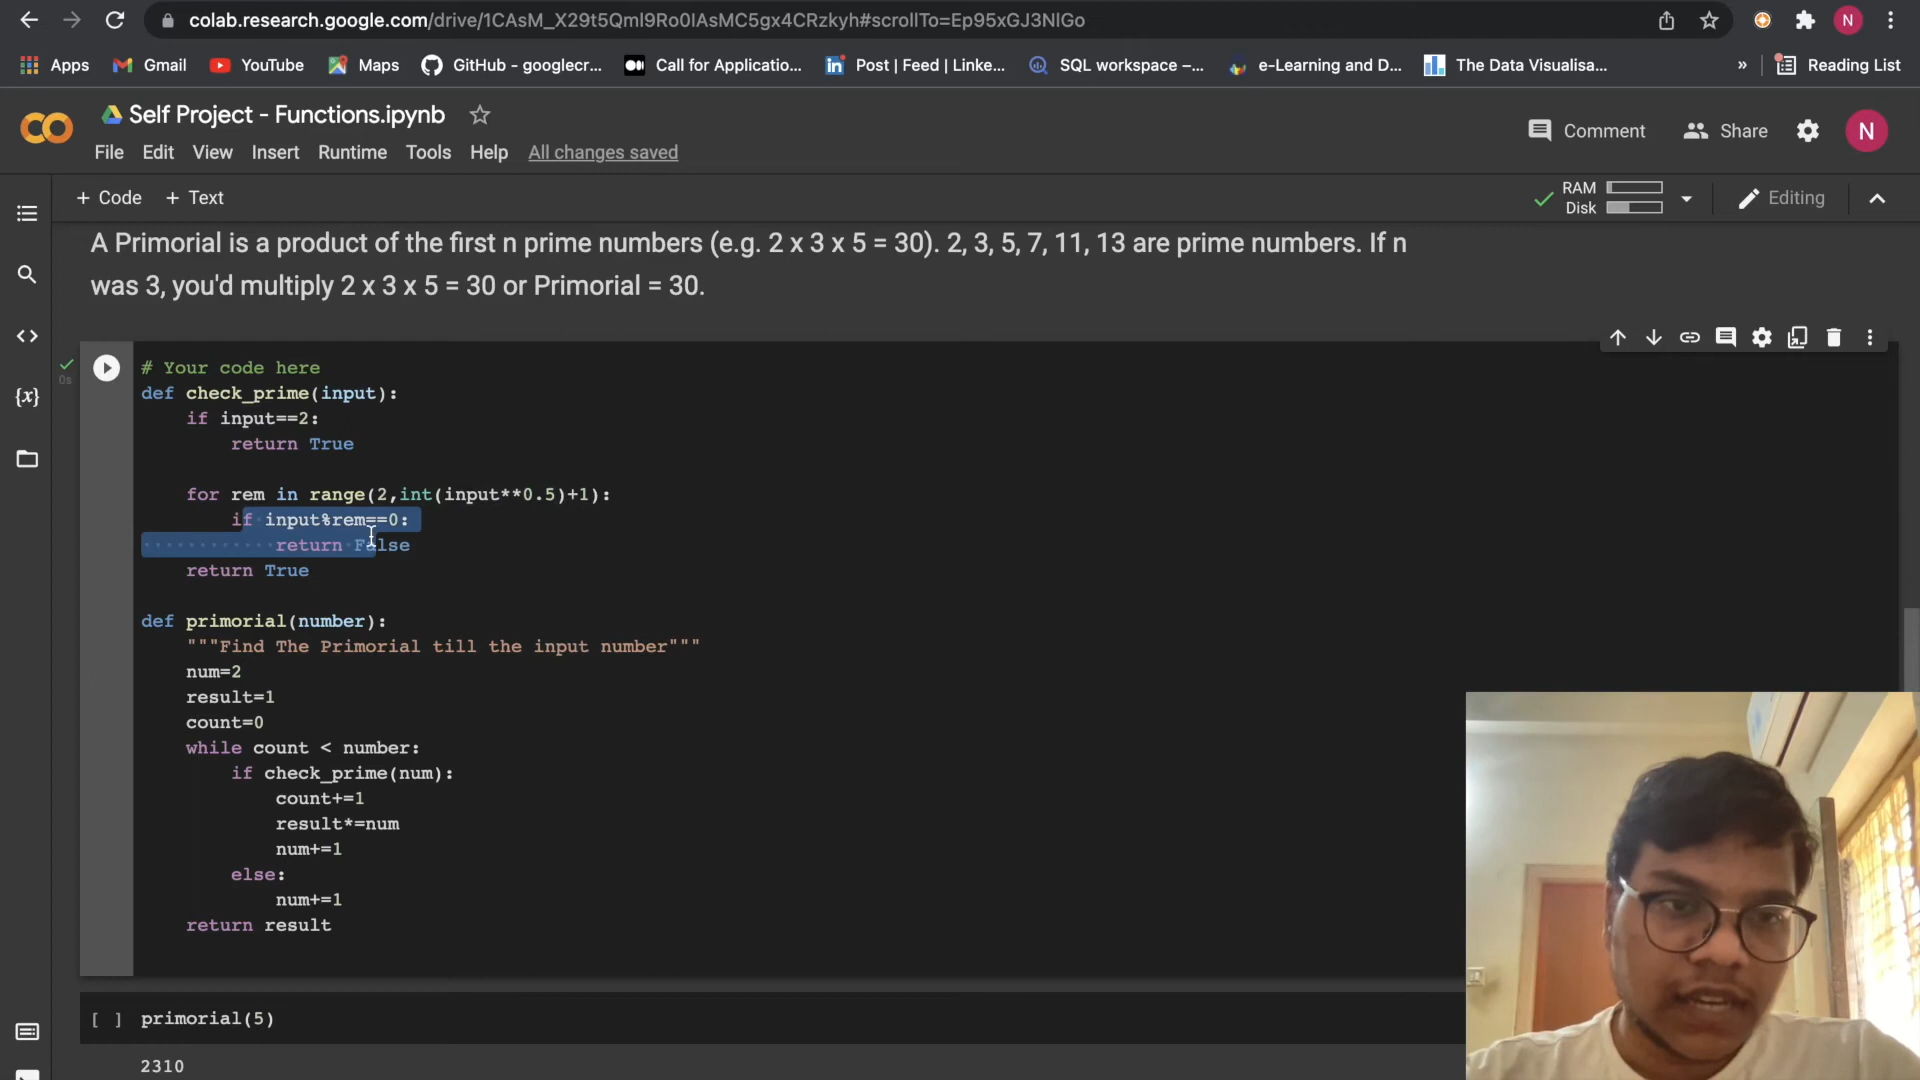 colab.research.google.com/drive/1CAsM_X29t5Qml9Ro0lAsMC5gx4CRzkyh#scrollTo=Ep95xGJ3NlGo
N
Apps
Gmail
YouTube
Maps
GitHub - googlecr...
Call for Applicatio...
Post | Feed | Linke...
SQL workspace –...
e-Learning and D...
The Data Visualisa...
»
Reading List
Self Project - Functions.ipynb
Comment
Share
N
File Edit View Insert Runtime Tools Help All changes saved
+ Code + Text
RAM
Disk
Editing
A Primorial is a product of the first n prime numbers (e.g. 2 x 3 x 5 = 30). 2, 3, 5, 7, 11, 13 are prime numbers. If n
was 3, you'd multiply 2 x 3 x 5 = 30 or Primorial = 30.
0s
# Your code here
def check_prime(input):
    if input==2:
        return True
    for rem in range(2,int(input**0.5)+1):
        if input%rem==0:
            return False
    return True
def primorial(number):
    """Find The Primorial till the input number"""
    num=2
    result=1
    count=0
    while count < number:
        if check_prime(num):
            count+=1
            result*=num
            num+=1
        else:
            num+=1
    return result
[ ] primorial(5)
2310